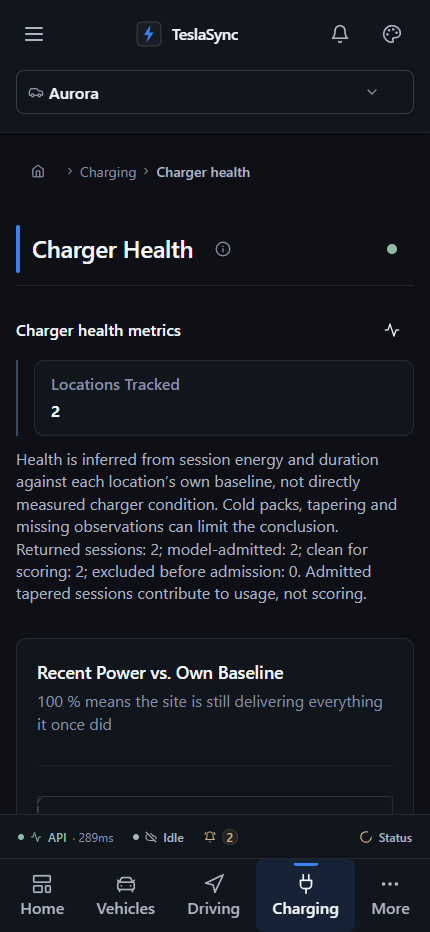 TeslaSync
Aurora
Charging
Charger health
Charger Health
Charger health metrics
Locations Tracked
2
Health is inferred from session energy and duration
against each location's own baseline, not directly
measured charger condition. Cold packs, tapering and
missing observations can limit the conclusion.
Returned sessions: 2; model-admitted: 2; clean for
scoring: 2; excluded before admission: 0. Admitted
tapered sessions contribute to usage, not scoring.
Recent Power vs. Own Baseline
100 % means the site is still delivering everything
it once did
API · 289ms
Idle
2
Status
Home
Vehicles
Driving
Charging
More